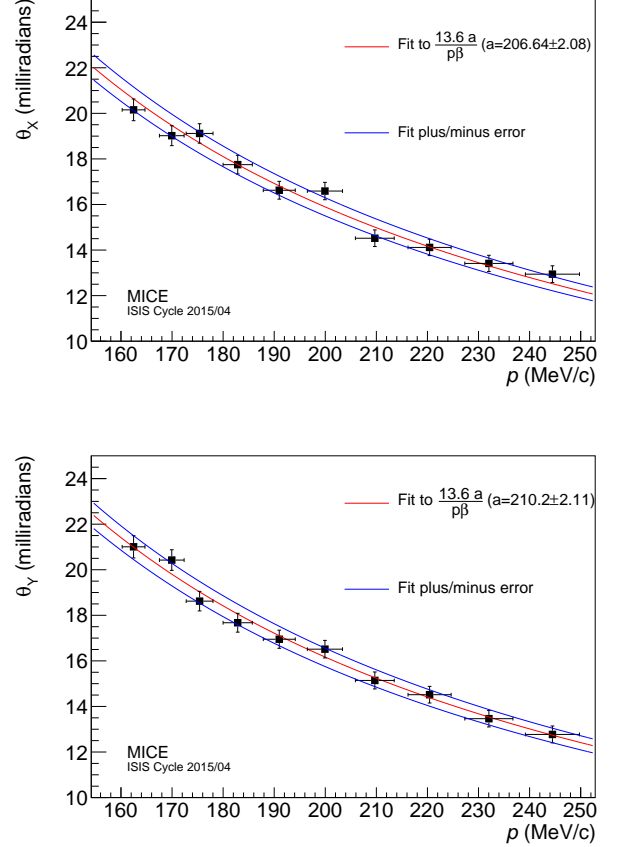 24
22
20
18
16
14
12
10
θX (milliradians)
Fit to 13.6 a / pβ (a=206.64±2.08)
Fit plus/minus error
MICE
ISIS Cycle 2015/04
160 170 180 190 200 210 220 230 240 250
p (MeV/c)
24
22
20
18
16
14
12
10
θY (milliradians)
Fit to 13.6 a / pβ (a=210.2±2.11)
Fit plus/minus error
MICE
ISIS Cycle 2015/04
160 170 180 190 200 210 220 230 240 250
p (MeV/c)